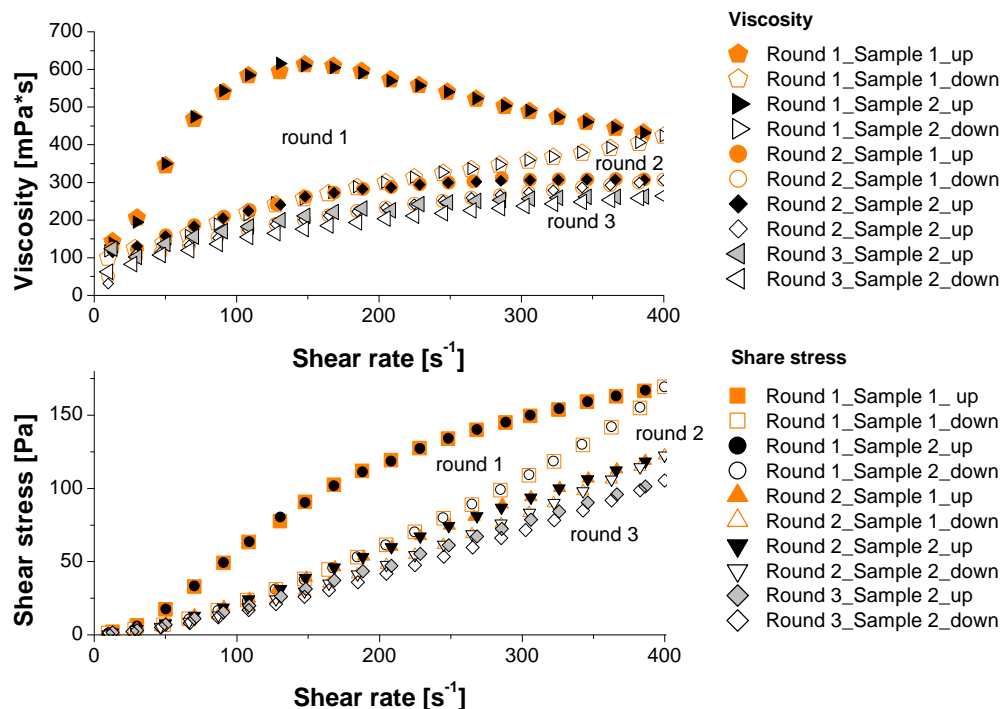 Viscosity
Round 1_Sample 1_up
Round 1_Sample 1_down
Round 1_Sample 2_up
Round 1_Sample 2_down
Round 2_Sample 1_up
Round 2_Sample 1_down
Round 2_Sample 2_up
Round 2_Sample 2_up
Round 3_Sample 2_up
Round 3_Sample 2_down
Viscosity [mPa*s]
700
600
500
400
300
200
100
0
round 1
round 2
round 3
0 100 200 300 400
Shear rate [s⁻¹]
Share stress
Round 1_Sample 1_ up
Round 1_Sample 1_down
Round 1_Sample 2_up
Round 1_Sample 2_down
Round 2_Sample 1_up
Round 2_Sample 1_down
Round 2_Sample 2_up
Round 2_Sample 2_down
Round 3_Sample 2_up
Round 3_Sample 2_down
Shear stress [Pa]
150
100
50
0
round 1
round 2
round 3
0 100 200 300 400
Shear rate [s⁻¹]